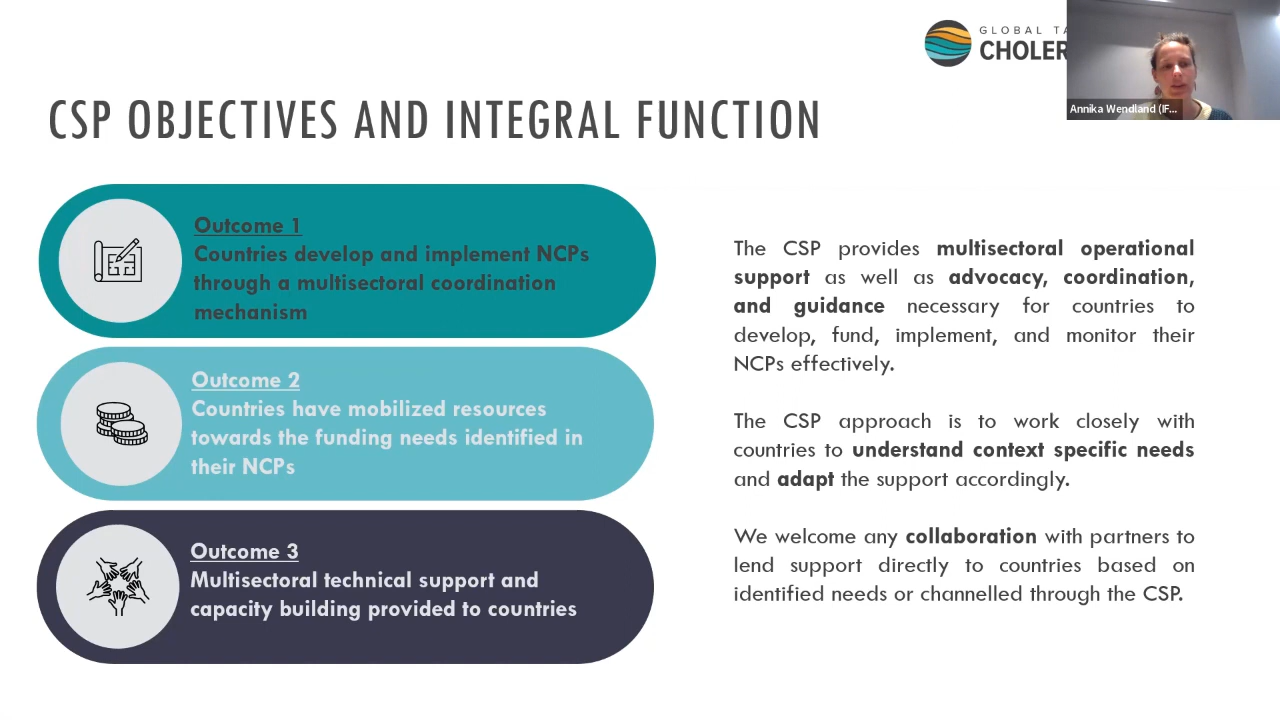 GLOBAL TA
CHOLER
Annika Wendland (IF...
CSP OBJECTIVES AND INTEGRAL FUNCTION
Outcome 1
Countries develop and implement NCPs
through a multisectoral coordination
mechanism
Outcome 2
Countries have mobilized resources
towards the funding needs identified in
their NCPs
Outcome 3
Multisectoral technical support and
capacity building provided to countries
The CSP provides multisectoral operational
support as well as advocacy, coordination,
and guidance necessary for countries to
develop, fund, implement, and monitor their
NCPs effectively.
The CSP approach is to work closely with
countries to understand context specific needs
and adapt the support accordingly.
We welcome any collaboration with partners to
lend support directly to countries based on
identified needs or channelled through the CSP.